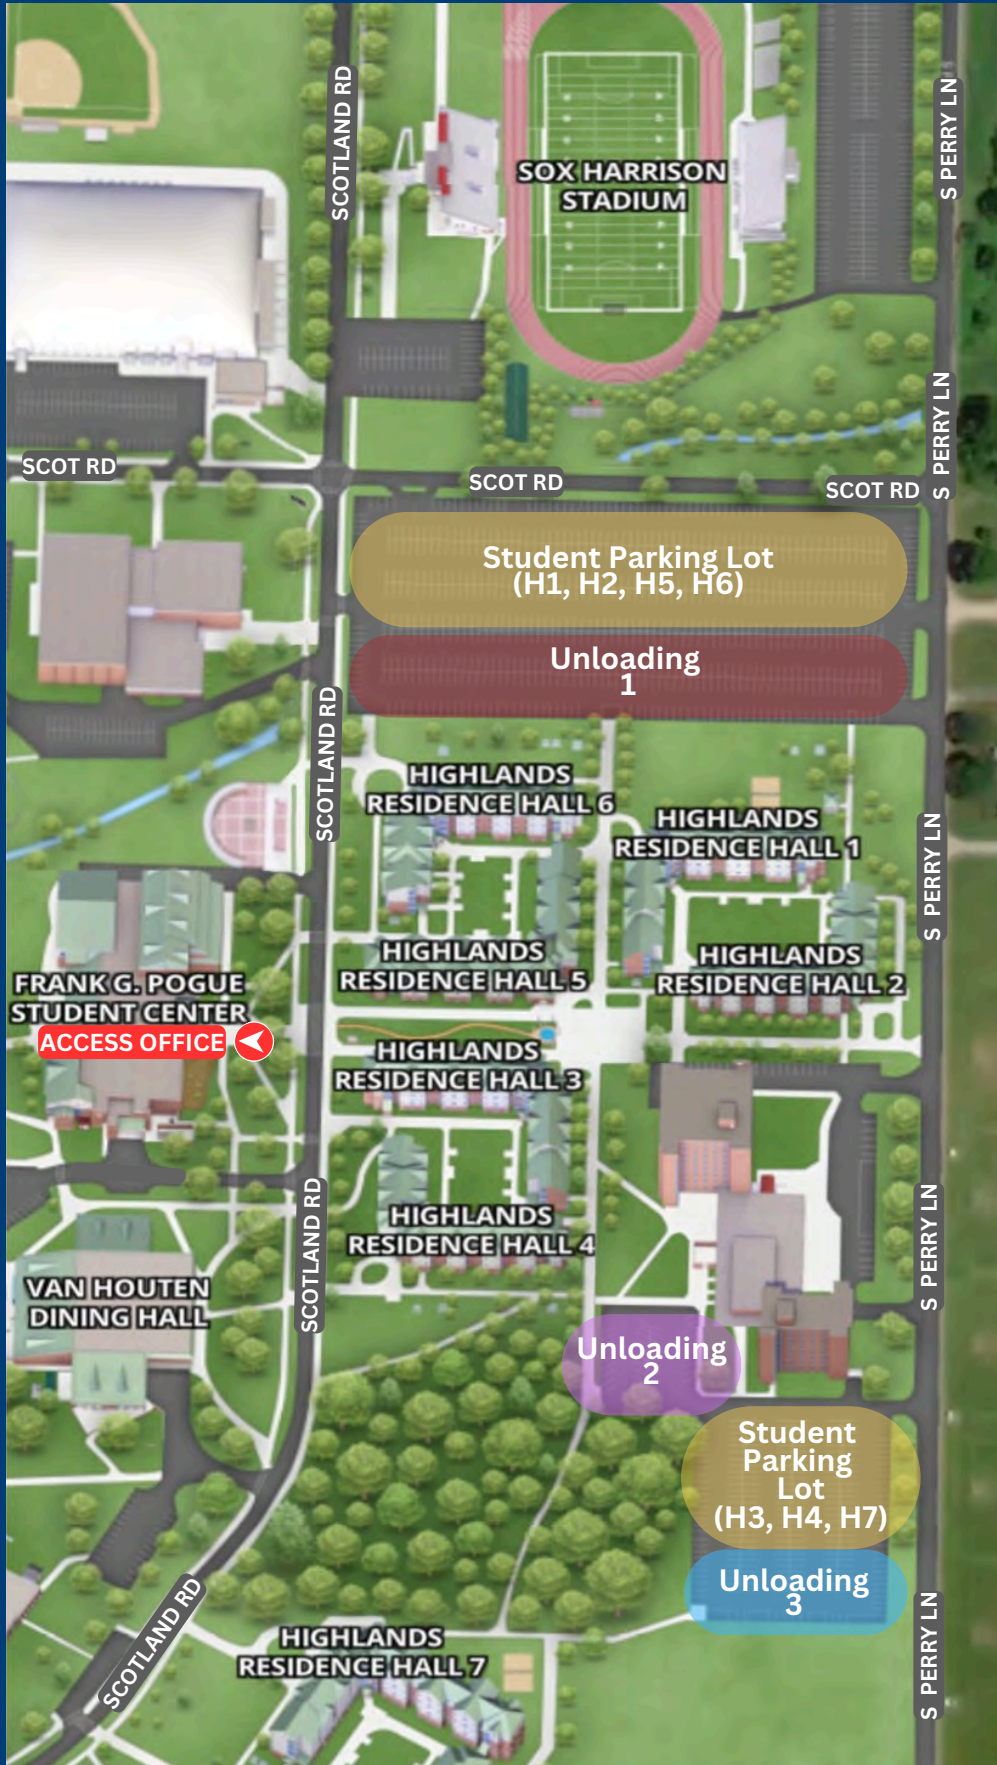 SCOTLAND RD
S PERRY LN
SOX HARRISON
STADIUM
S PERRY LN
SCOT RD
SCOT RD
SCOT RD
Student Parking Lot
(H1, H2, H5, H6)
Unloading
1
SCOTLAND RD
HIGHLANDS
RESIDENCE HALL 6
HIGHLANDS
RESIDENCE HALL 1
S PERRY LN
HIGHLANDS
RESIDENCE HALL 5
HIGHLANDS
RESIDENCE HALL 2
FRANK G. POGUE
STUDENT CENTER
ACCESS OFFICE
HIGHLANDS
RESIDENCE HALL 3
SCOTLAND RD
S PERRY LN
HIGHLANDS
RESIDENCE HALL 4
VAN HOUTEN
DINING HALL
Unloading
2
Student
Parking
Lot
(H3, H4, H7)
Unloading
3
SCOTLAND RD
S PERRY LN
HIGHLANDS
RESIDENCE HALL 7